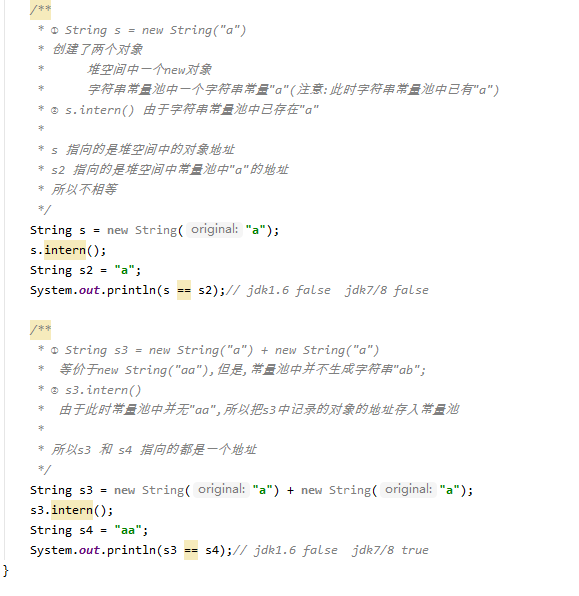 /**
* ① String s = new String("a")
* 创建了两个对象
*      堆空间中一个new对象
*      字符串常量池中一个字符串常量"a"(注意:此时字符串常量池中已有"a")
* ② s.intern() 由于字符串常量池中已存在"a"
*
* s 指向的是堆空间中的对象地址
* s2 指向的是堆空间中常量池中"a"的地址
* 所以不相等
*/
String s = new String( original: "a");
s.intern();
String s2 = "a";
System.out.println(s == s2);// jdk1.6 false  jdk7/8 false
/**
* ① String s3 = new String("a") + new String("a")
*  等价于new String("aa"),但是,常量池中并不生成字符串"ab";
* ② s3.intern()
*  由于此时常量池中并无"aa",所以把s3中记录的对象的地址存入常量池
*
* 所以s3 和 s4 指向的都是一个地址
*/
String s3 = new String( original: "a") + new String( original: "a");
s3.intern();
String s4 = "aa";
System.out.println(s3 == s4);// jdk1.6 false  jdk7/8 true
}